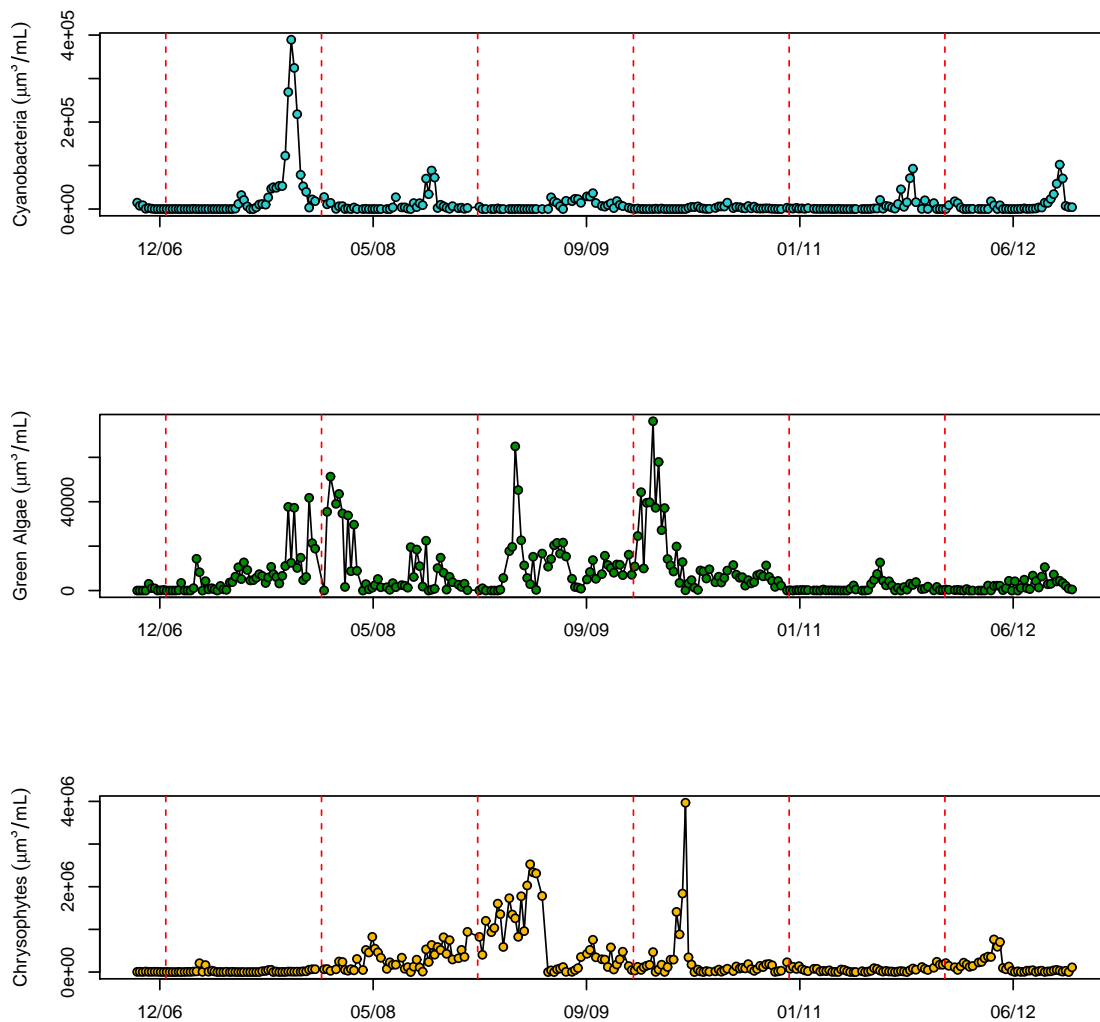 Cyanobacteria (μm³/mL)
4e+05
2e+05
0e+00
12/06 05/08 09/09 01/11 06/12
Green Algae (μm³/mL)
40000
0
12/06 05/08 09/09 01/11 06/12
Chrysophytes (μm³/mL)
4e+06
2e+06
0e+00
12/06 05/08 09/09 01/11 06/12